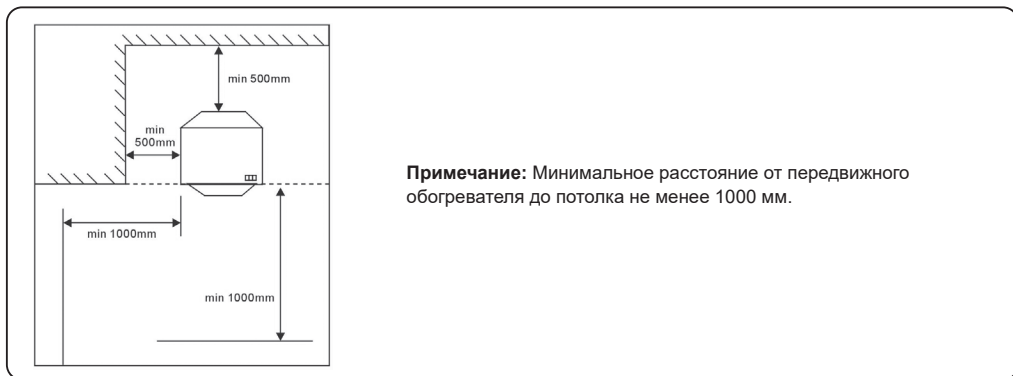 min 500mm
min
500mm
min 1000mm
min 1000mm
Примечание: Минимальное расстояние от передвижного
обогревателя до потолка не менее 1000 мм.